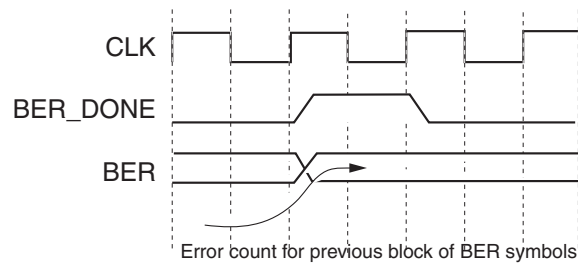 CLK
BER_DONE
BER
Error count for previous block of BER symbols